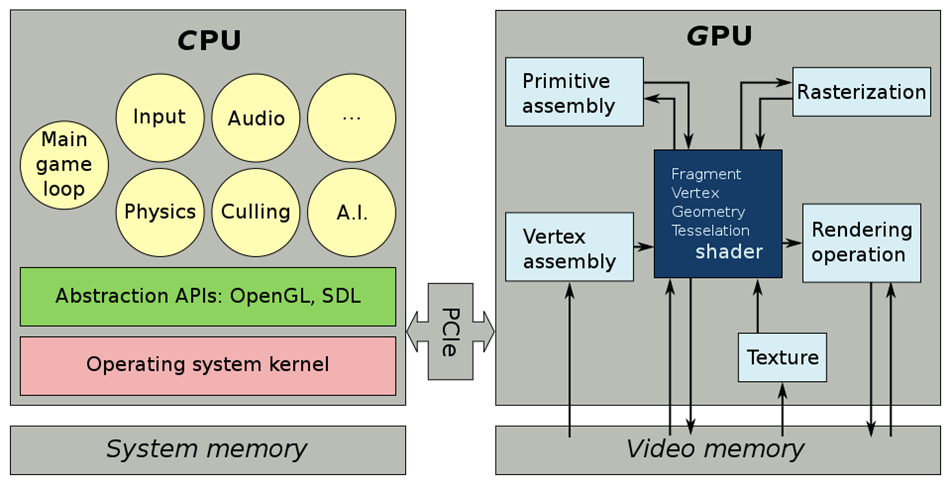 CPU
Main
game
loop
Input
Audio
...
Physics
Culling
A.I.
Abstraction APIs: OpenGL, SDL
Operating system kernel
System memory
PCIe
GPU
Primitive
assembly
Rasterization
Fragment
Vertex
Geometry
Tesselation
shader
Vertex
assembly
Rendering
operation
Texture
Video memory